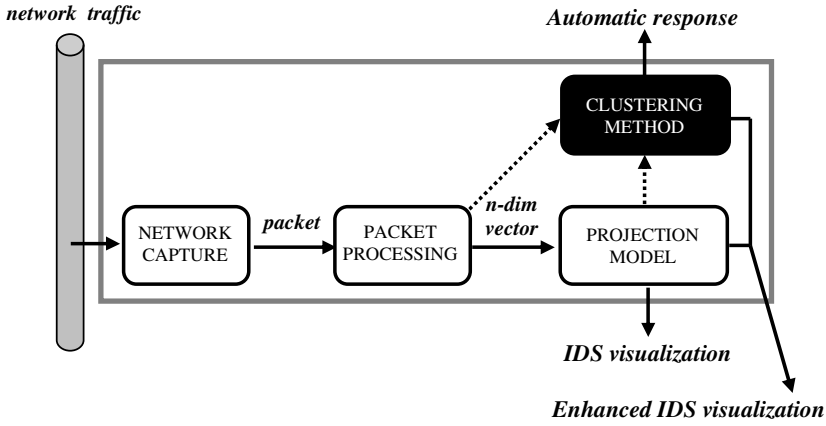 network traffic
Automatic response
CLUSTERING
METHOD
NETWORK
CAPTURE
packet
PACKET
PROCESSING
n-dim
vector
PROJECTION
MODEL
IDS visualization
Enhanced IDS visualization